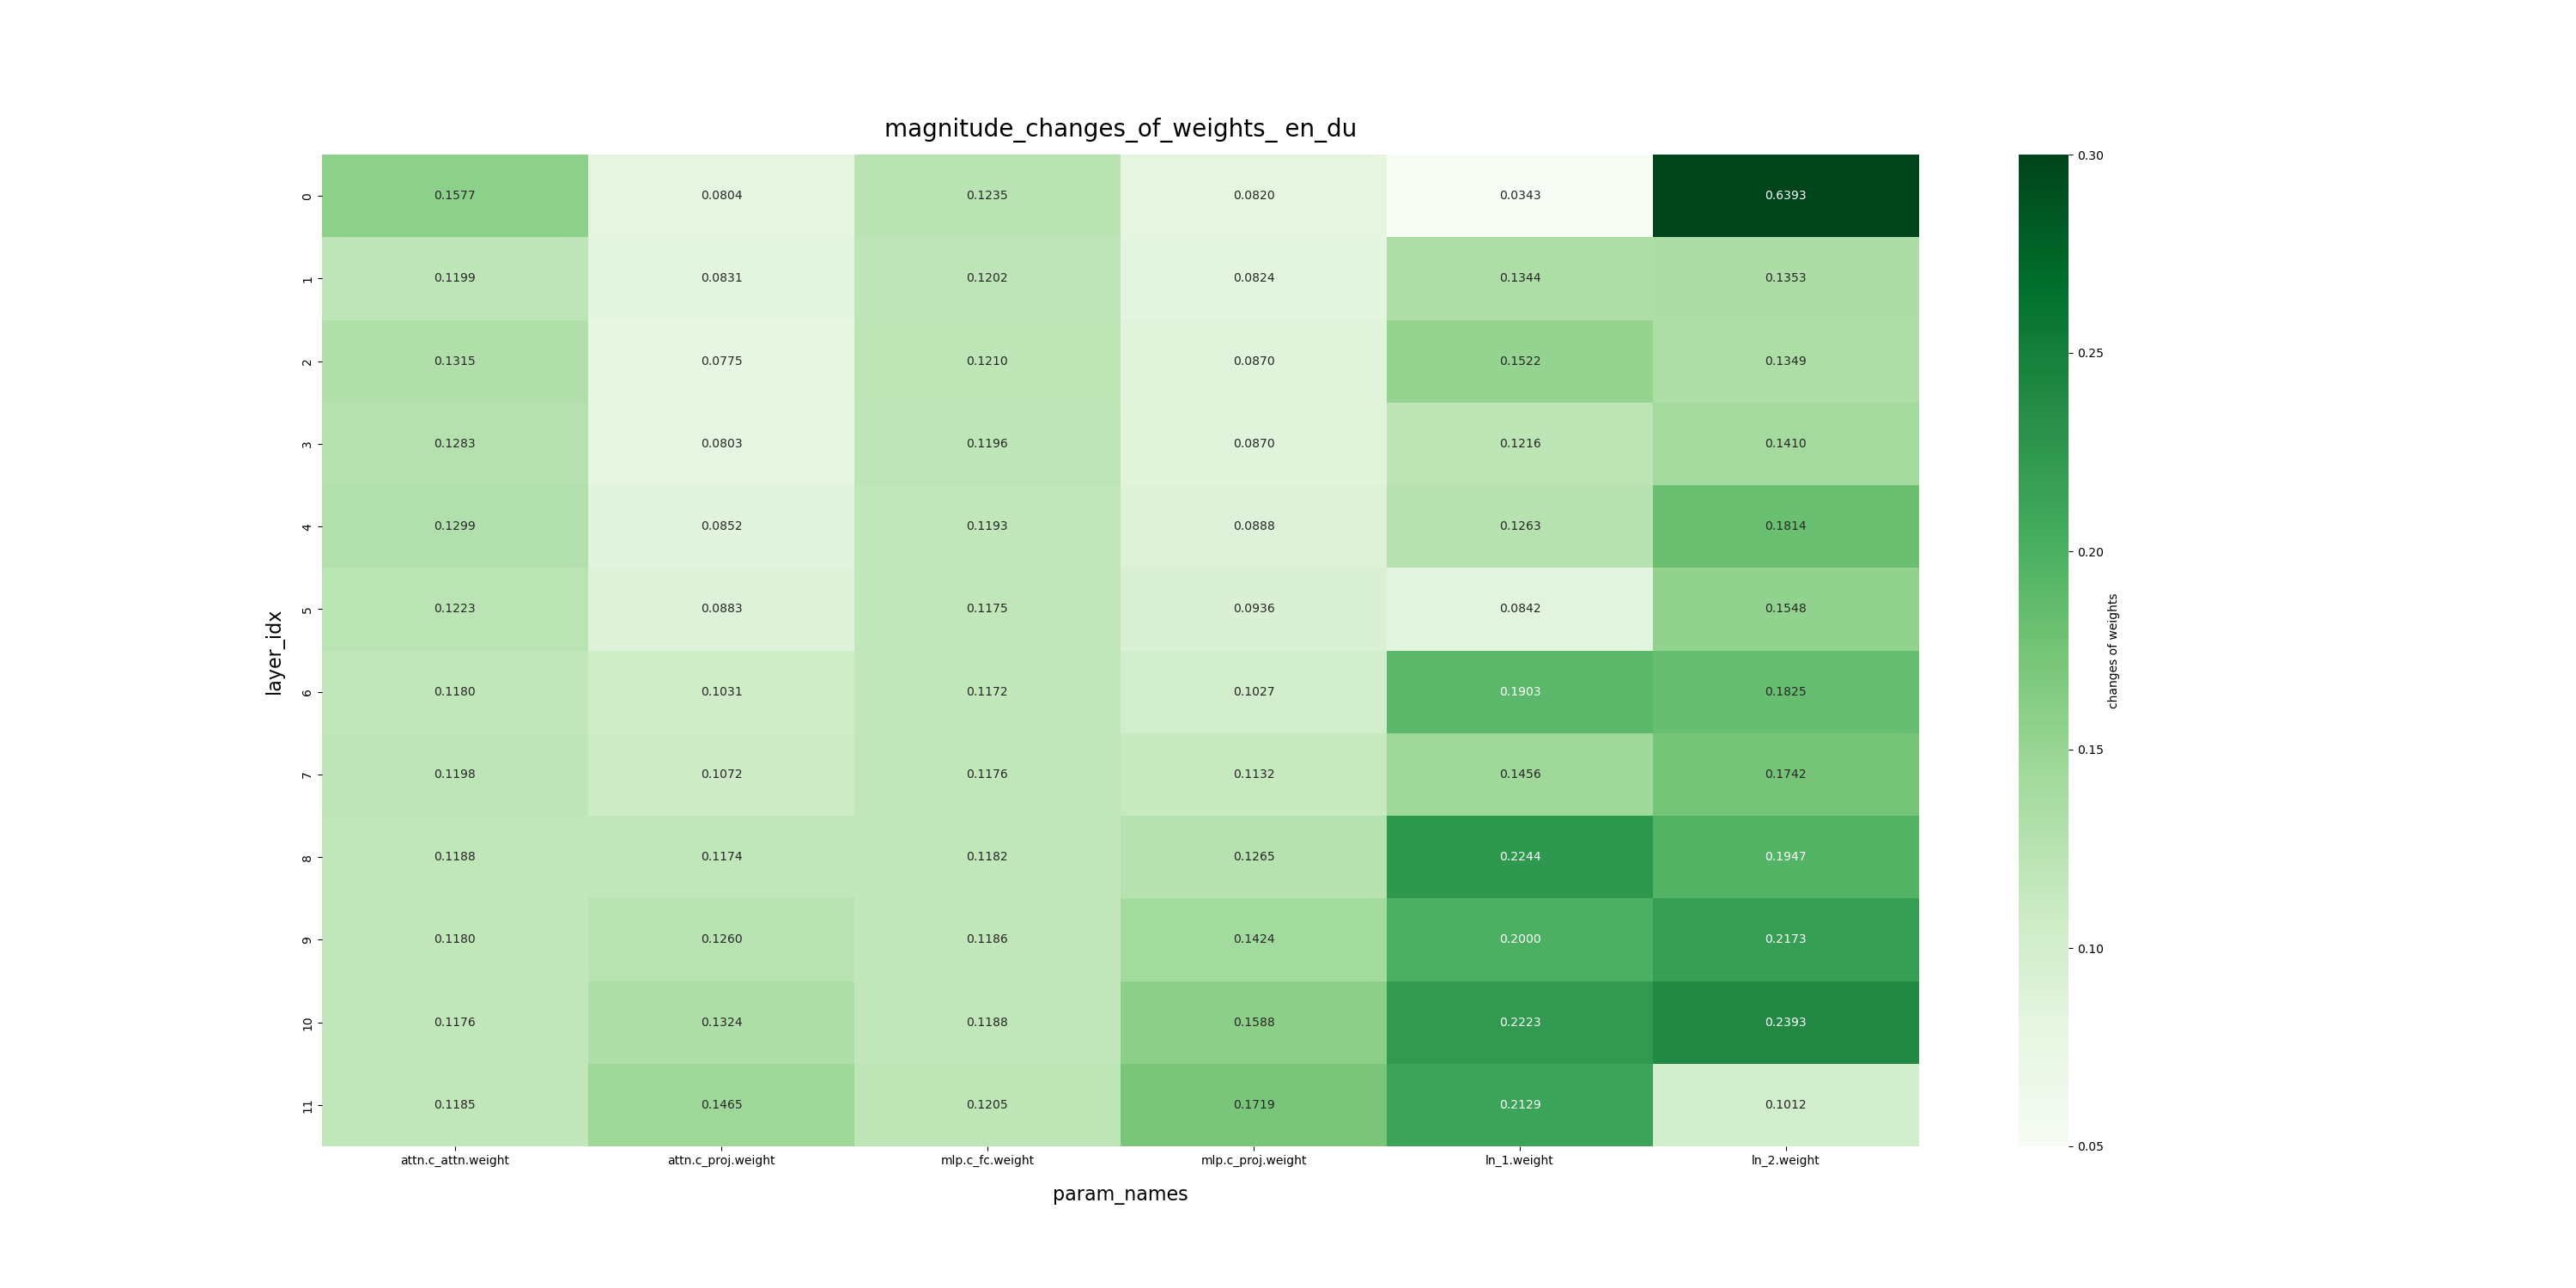 magnitude_changes_of_weights_ en_du
layer_idx
0 0.1577 0.0804 0.1235 0.0820 0.0343 0.6393
1 0.1199 0.0831 0.1202 0.0824 0.1344 0.1353
2 0.1315 0.0775 0.1210 0.0870 0.1522 0.1349
3 0.1283 0.0803 0.1196 0.0870 0.1216 0.1410
4 0.1299 0.0852 0.1193 0.0888 0.1263 0.1814
5 0.1223 0.0883 0.1175 0.0936 0.0842 0.1548
6 0.1180 0.1031 0.1172 0.1027 0.1903 0.1825
7 0.1198 0.1072 0.1176 0.1132 0.1456 0.1742
8 0.1188 0.1174 0.1182 0.1265 0.2244 0.1947
9 0.1180 0.1260 0.1186 0.1424 0.2000 0.2173
10 0.1176 0.1324 0.1188 0.1588 0.2223 0.2393
11 0.1185 0.1465 0.1205 0.1719 0.2129 0.1012
attn.c_attn.weight attn.c_proj.weight mlp.c_fc.weight mlp.c_proj.weight ln_1.weight ln_2.weight
param_names
0.30
0.25
0.20
0.15
0.10
0.05
changes of weights